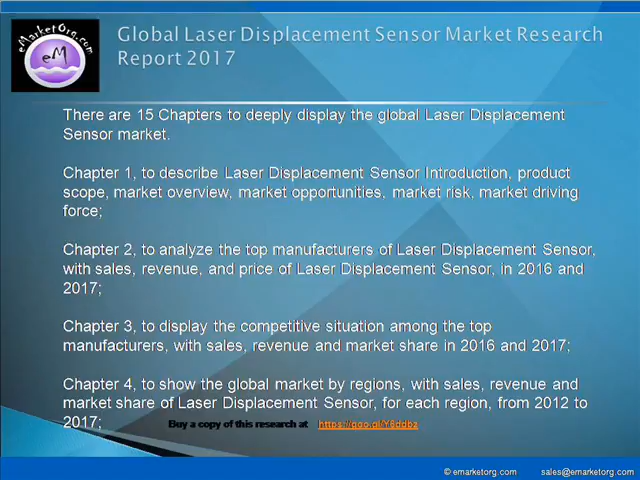 eMarketOrg.com
eM
Global Laser Displacement Sensor Market Research
Report 2017
There are 15 Chapters to deeply display the global Laser Displacement
Sensor market.
Chapter 1, to describe Laser Displacement Sensor Introduction, product
scope, market overview, market opportunities, market risk, market driving
force;
Chapter 2, to analyze the top manufacturers of Laser Displacement Sensor,
with sales, revenue, and price of Laser Displacement Sensor, in 2016 and
2017;
Chapter 3, to display the competitive situation among the top
manufacturers, with sales, revenue and market share in 2016 and 2017;
Chapter 4, to show the global market by regions, with sales, revenue and
market share of Laser Displacement Sensor, for each region, from 2012 to
2017;
Buy a copy of this research at https://goo.gl/Y8ddbz
© emarketorg.com sales@emarketorg.com